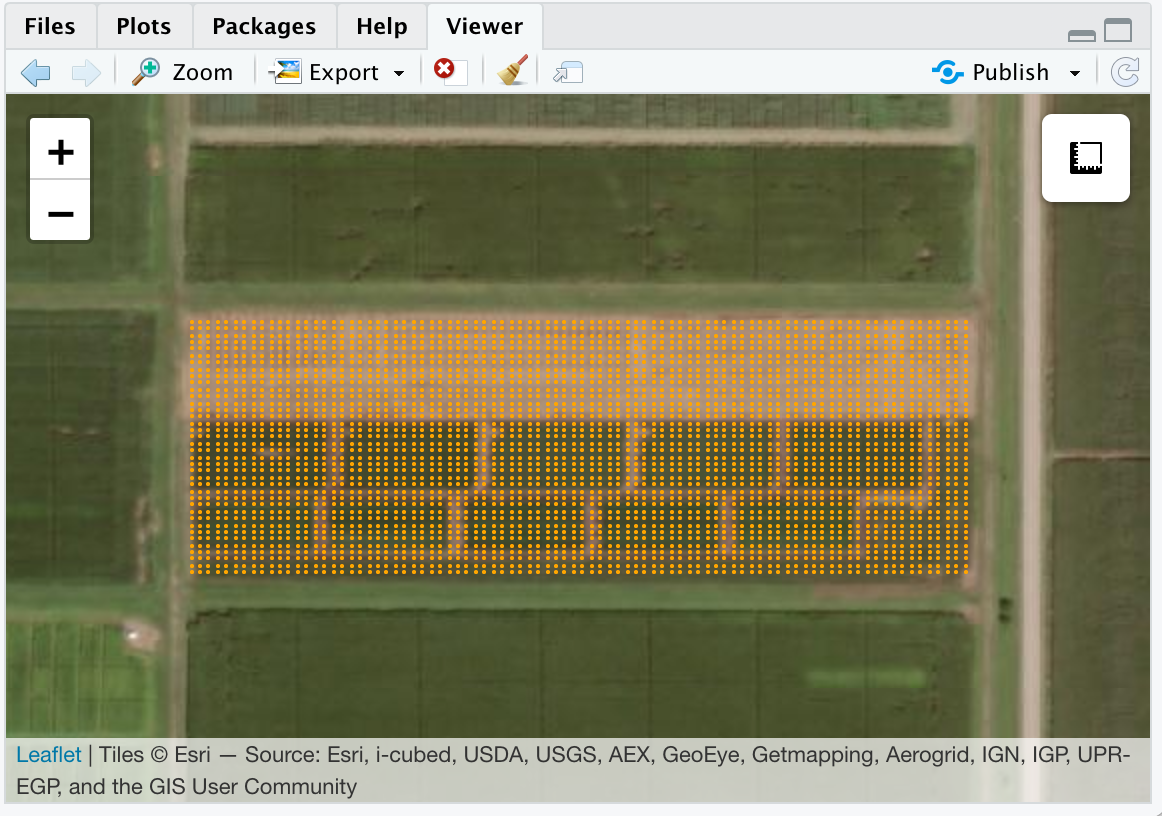 Files Plots Packages Help Viewer
Zoom Export Publish
+
−
Leaflet | Tiles © Esri — Source: Esri, i-cubed, USDA, USGS, AEX, GeoEye, Getmapping, Aerogrid, IGN, IGP, UPR-
EGP, and the GIS User Community